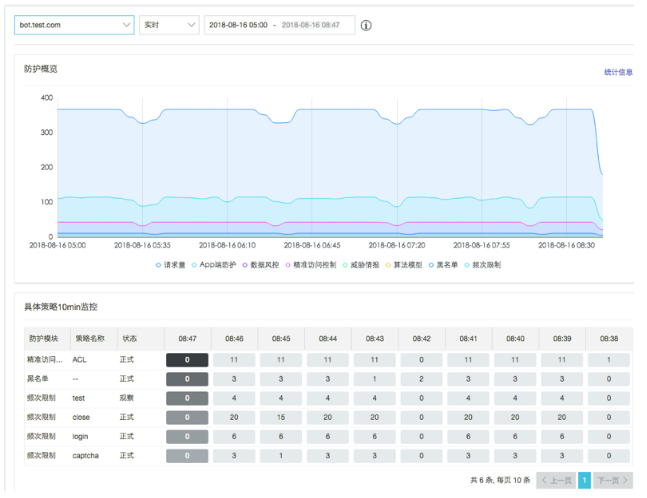 bot.test.com 实时 2018-08-16 05:00 - 2018-08-16 08:47
防护概览
统计信息
400
300
200
100
0
2018-08-16 05:00 2018-08-16 05:35 2018-08-16 06:10 2018-08-16 06:45 2018-08-16 07:20 2018-08-16 07:55 2018-08-16 08:30
请求量 App端防护 数据风控 精准访问控制 威胁情报 算法模型 黑名单 频次限制
具体策略10min监控
防护模块 策略名称 状态 08:47 08:46 08:45 08:44 08:43 08:42 08:41 08:40 08:39 08:38
精准访问... ACL 正式 0 11 11 11 11 0 11 11 11 1
黑名单 -- 正式 0 3 3 3 1 2 3 3 3 0
频次限制 test 观察 0 4 4 4 4 0 4 4 4 0
频次限制 close 正式 0 20 15 20 20 0 20 20 20 0
频次限制 login 正式 0 6 6 6 6 0 6 6 6 0
频次限制 captcha 正式 0 3 1 3 3 0 3 3 3 0
共 6 条, 每页 10 条 < 上一页 1 下一页 >